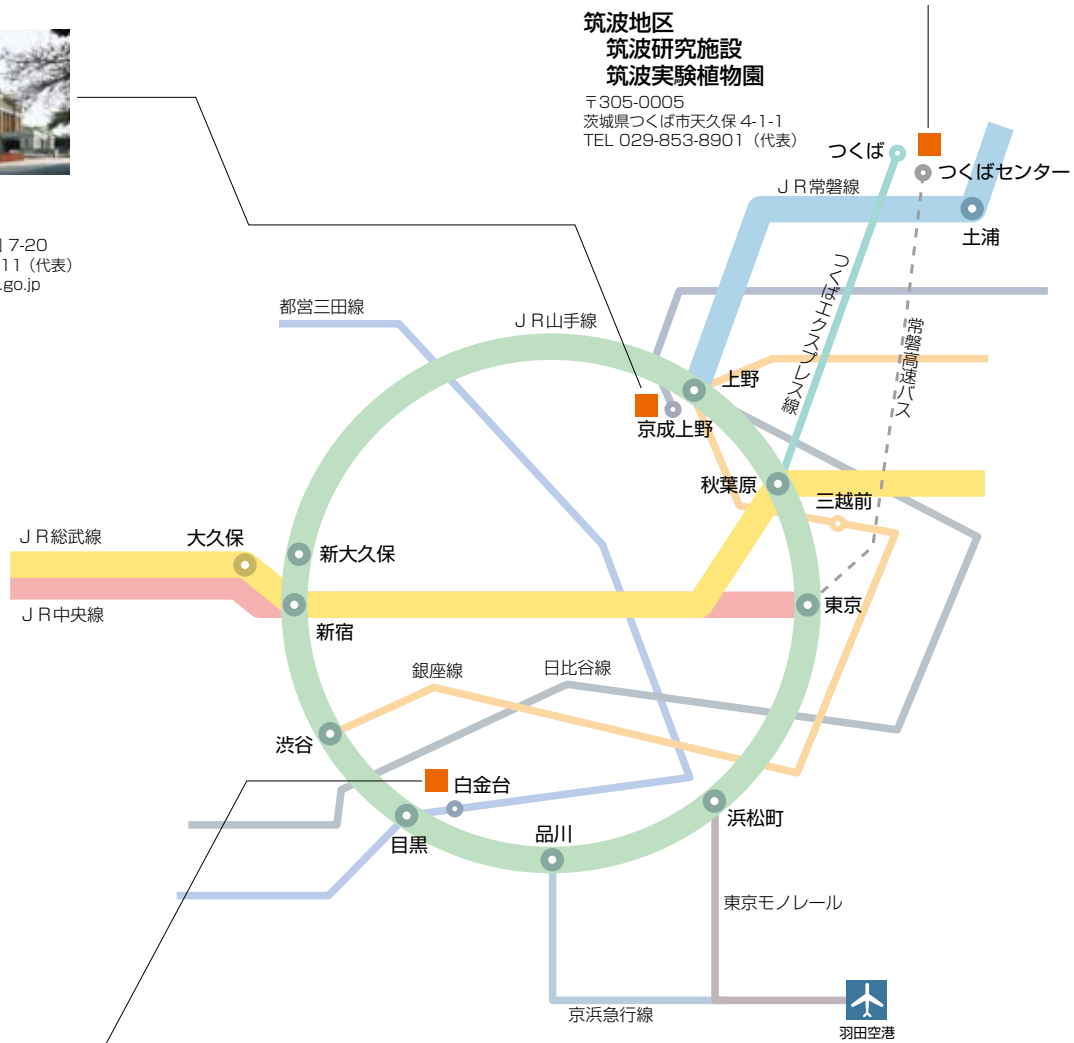 筑波地区
筑波研究施設
筑波実験植物園
〒305-0005
茨城県つくば市天久保 4-1-1
TEL 029-853-8901（代表）
7-20
11（代表）
.go.jp
つくば
つくばセンター
ＪＲ常磐線
土浦
つくばエクスプレス線
常磐高速バス
都営三田線
ＪＲ山手線
上野
京成上野
秋葉原
三越前
ＪＲ総武線
大久保
新大久保
ＪＲ中央線
新宿
東京
銀座線
日比谷線
渋谷
白金台
目黒
品川
浜松町
東京モノレール
京浜急行線
羽田空港